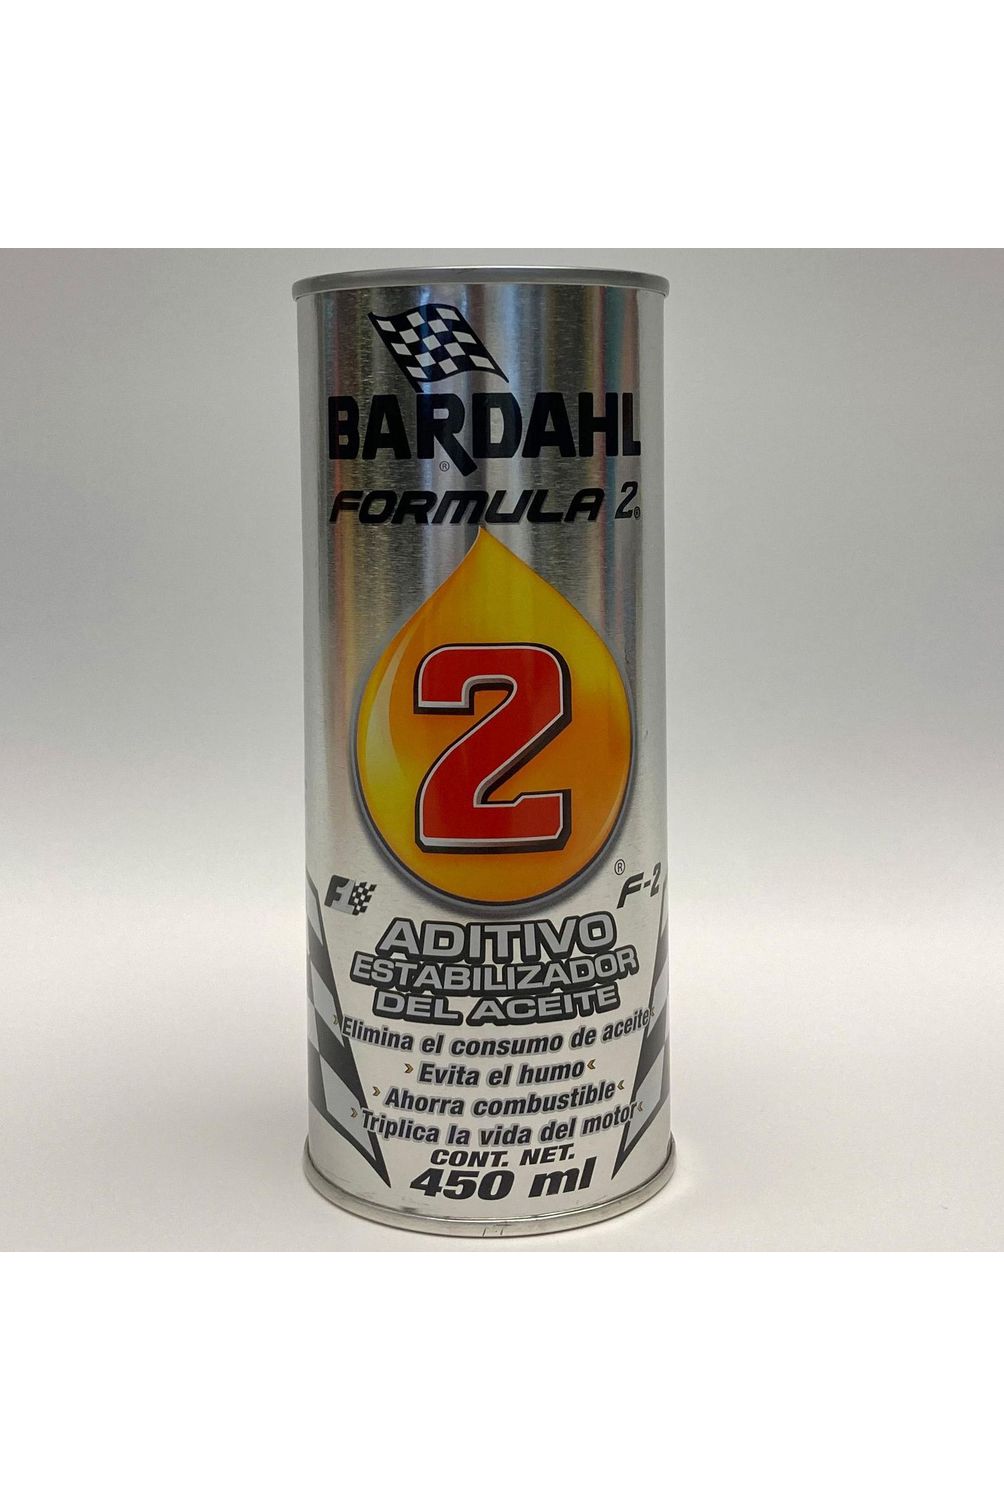 BARDAHL
®
FORMULA 2®
2
F1
® F-2
ADITIVO
ESTABILIZADOR
DEL ACEITE
› Elimina el consumo de aceite ‹
› Evita el humo ‹
› Ahorra combustible ‹
› Triplica la vida del motor ‹
CONT. NET.
450 ml